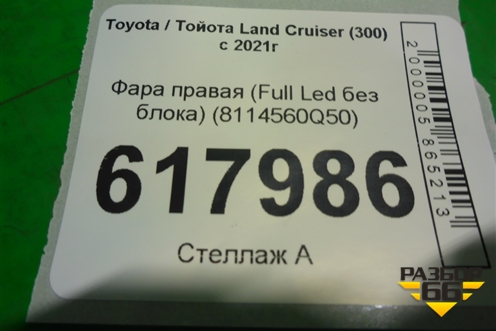 Toyota / Тойота Land Cruiser (300)
с 2021г
Фара правая (Full Led без
блока) (8114560Q50)
617986
Стеллаж А
2000005865213
РАЗБОР
66